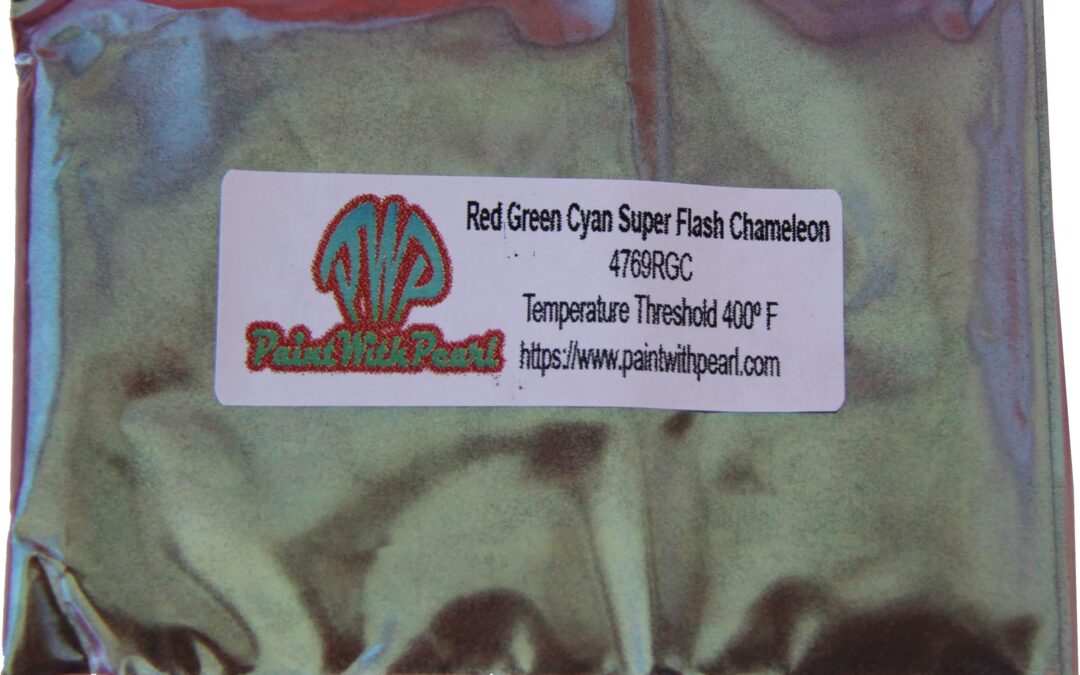 PWP
PaintWithPearl
Red Green Cyan Super Flash Chameleon
4769RGC
Temperature Threshold 400º F
https://www.paintwithpearl.com